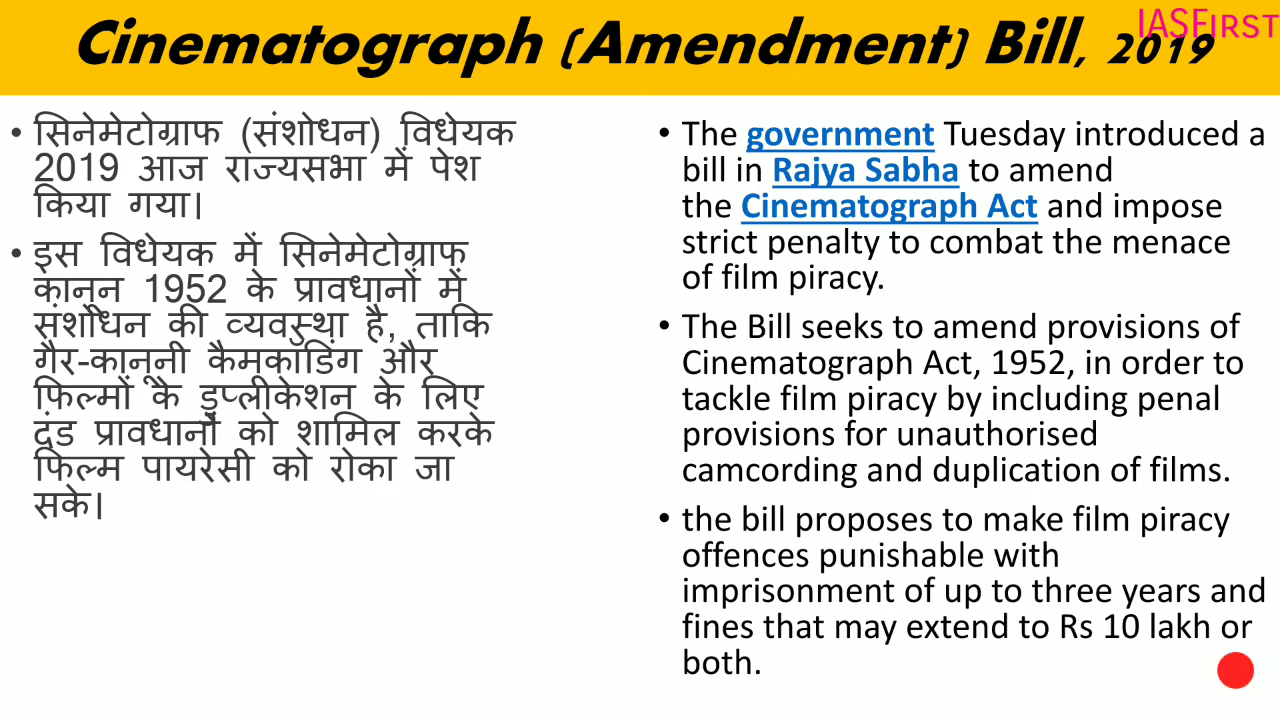 Cinematograph (Amendment) Bill, 2019
IASFIRST
• सिनेमेटोग्राफ (संशोधन) विधेयक
2019 आज राज्यसभा में पेश
किया गया।
• इस विधेयक में सिनेमेटोग्राफ
कानून 1952 के प्रावधानों में
संशोधन की व्यवस्था है, ताकि
गैर-कानूनी कैमकॉडिंग और
फिल्मों कै डुप्लीकेशन के लिए
दंड प्रावधानों को शामिल करके
फिल्म पायरेसी को रोका जा
सके।
• The government Tuesday introduced a
bill in Rajya Sabha to amend
the Cinematograph Act and impose
strict penalty to combat the menace
of film piracy.
• The Bill seeks to amend provisions of
Cinematograph Act, 1952, in order to
tackle film piracy by including penal
provisions for unauthorised
camcording and duplication of films.
• the bill proposes to make film piracy
offences punishable with
imprisonment of up to three years and
fines that may extend to Rs 10 lakh or
both.